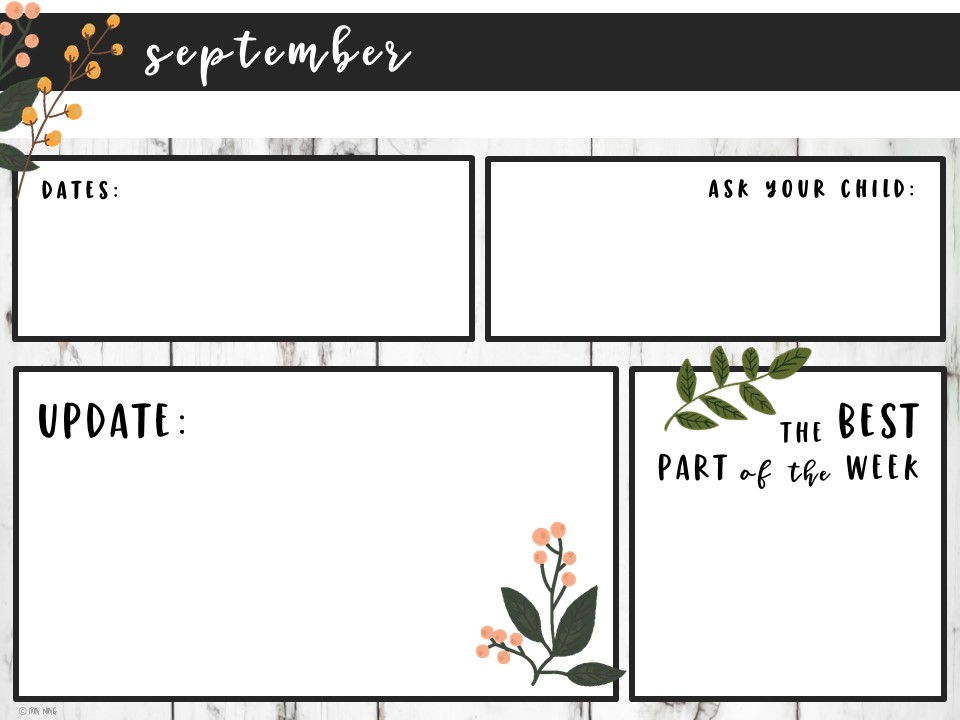 september
DATES:
ASK YOUR CHILD:
UPDATE:
THE BEST
PART of the WEEK